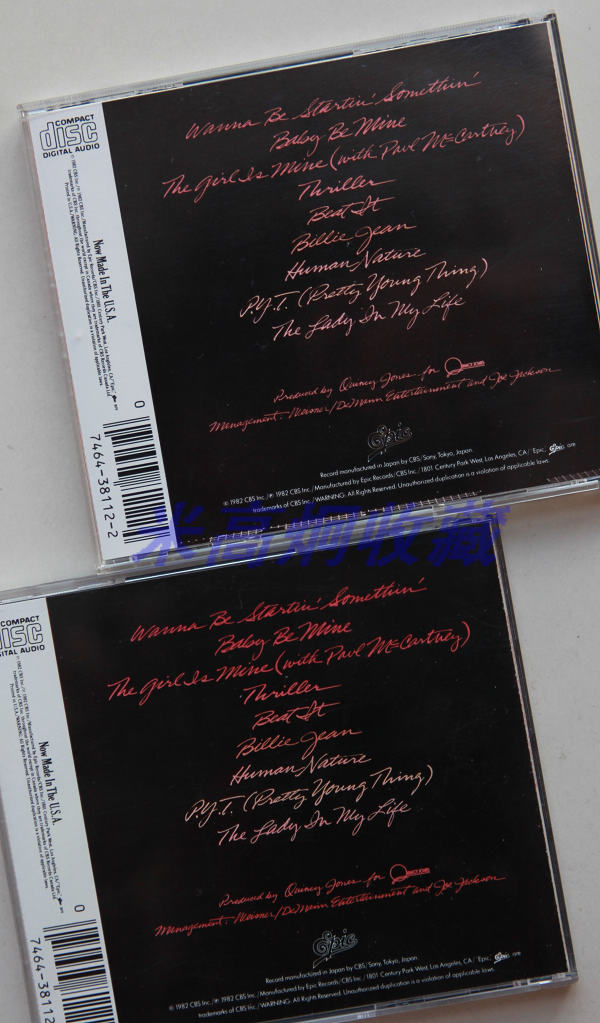 COMPACT
disc
DIGITAL AUDIO
Now Made In The U.S.A.
0
7464-38112-2
Wanna Be Startin' Somethin'
Baby Be Mine
The Girl Is Mine (with Paul McCartney)
Thriller
Beat It
Billie Jean
Human Nature
P.Y.T. (Pretty Young Thing)
The Lady In My Life
Produced by Quincy Jones for
Management: Weisner/DeMann Entertainment and Joe Jackson
Epic
Record manufactured in Japan by CBS/Sony, Tokyo, Japan.
© 1982 CBS Inc./℗ 1982 CBS Inc./Manufactured by Epic Records/CBS Inc./1801 Century Park West, Los Angeles, CA/"Epic," Epic are
trademarks of CBS Inc./WARNING: All Rights Reserved. Unauthorized duplication is a violation of applicable laws.
米高炯收藏
COMPACT
disc
DIGITAL AUDIO
Now Made In The U.S.A.
0
7464-38112
Wanna Be Startin' Somethin'
Baby Be Mine
The Girl Is Mine (with Paul McCartney)
Thriller
Beat It
Billie Jean
Human Nature
P.Y.T. (Pretty Young Thing)
The Lady In My Life
Produced by Quincy Jones for
Management: Weisner/DeMann Entertainment and Joe Jackson
Epic
Record manufactured in Japan by CBS/Sony, Tokyo, Japan.
© 1982 CBS Inc./℗ 1982 CBS Inc./Manufactured by Epic Records/CBS Inc./1801 Century Park West, Los Angeles, CA/"Epic," Epic are
trademarks of CBS Inc./WARNING: All Rights Reserved. Unauthorized duplication is a violation of applicable laws.